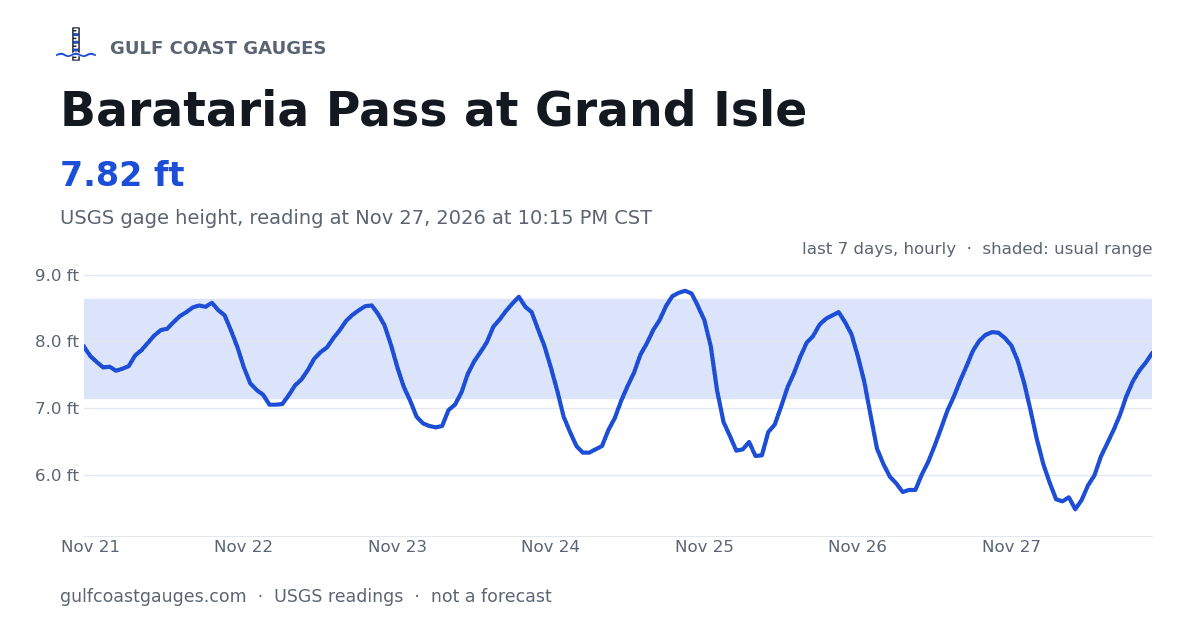 GULF COAST GAUGES
Barataria Pass at Grand Isle
7.82 ft
USGS gage height, reading at Nov 27, 2026 at 10:15 PM CST
last 7 days, hourly · shaded: usual range
9.0 ft
8.0 ft
7.0 ft
6.0 ft
Nov 21 Nov 22 Nov 23 Nov 24 Nov 25 Nov 26 Nov 27
gulfcoastgauges.com · USGS readings · not a forecast